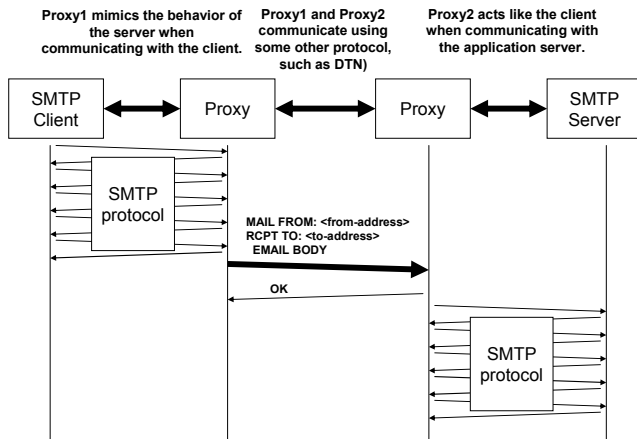 Proxy1 mimics the behavior of
the server when
communicating with the client.
Proxy1 and Proxy2
communicate using
some other protocol,
such as DTN)
Proxy2 acts like the client
when communicating with
the application server.
SMTP
Client
Proxy
Proxy
SMTP
Server
SMTP
protocol
MAIL FROM: <from-address>
RCPT TO: <to-address>
EMAIL BODY
OK
SMTP
protocol